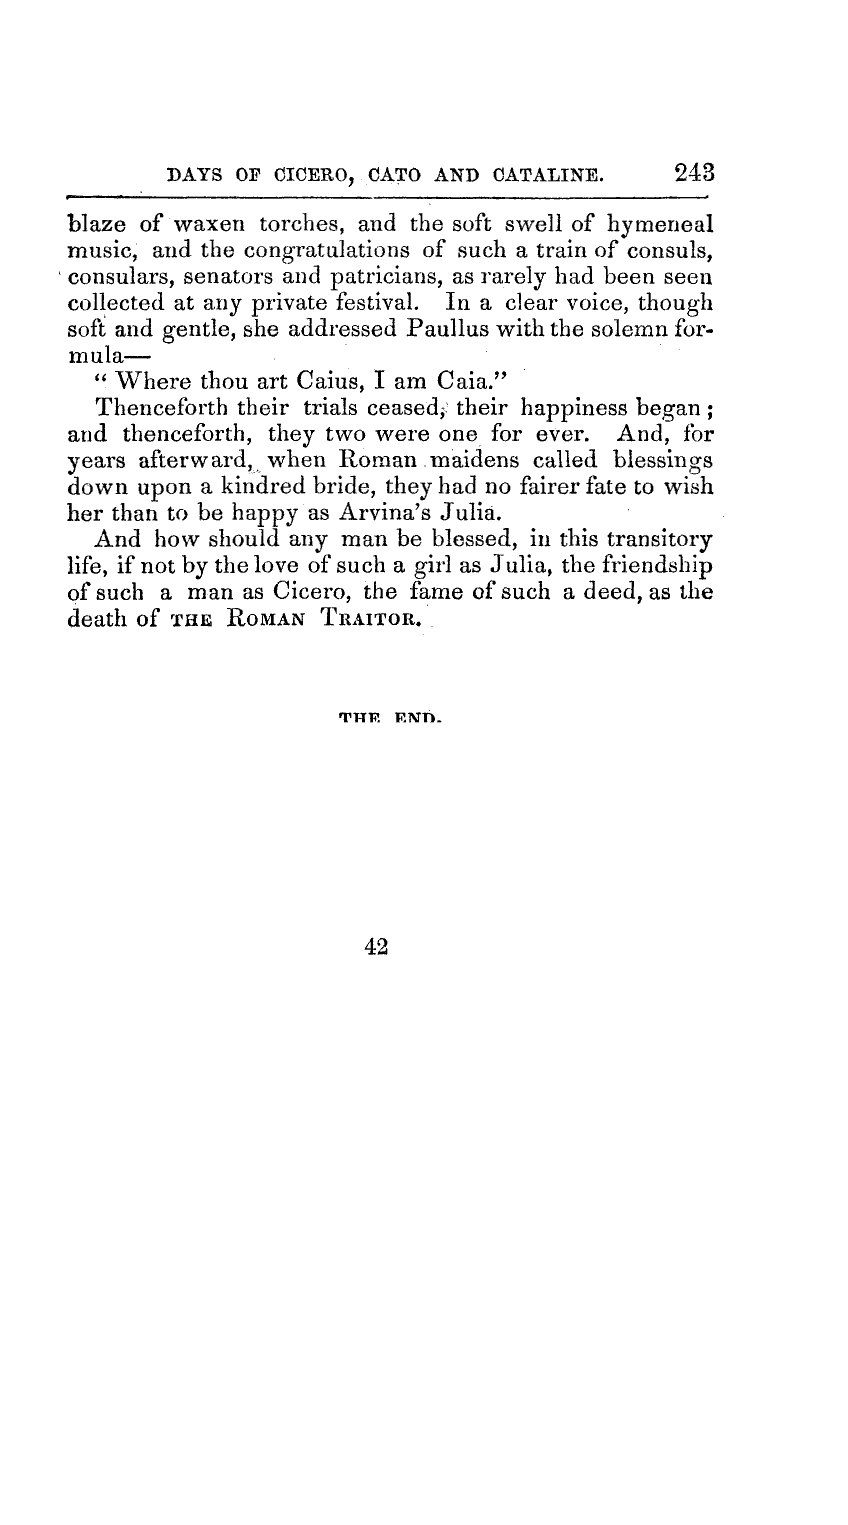 DAYS OF CICERO, CATO AND CATALINE. 243
blaze of waxen torches, and the soft swell of hymeneal
music, and the congratulations of such a train of consuls,
consulars, senators and patricians, as rarely had been seen
collected at any private festival. In a clear voice, though
soft and gentle, she addressed Paullus with the solemn for-
mula—
“ Where thou art Caius, I am Caia.”
Thenceforth their trials ceased; their happiness began ;
and thenceforth, they two were one for ever. And, for
years afterward, when Roman maidens called blessings
down upon a kindred bride, they had no fairer fate to wish
her than to be happy as Arvina's Julia.
And how should any man be blessed, in this transitory
life, if not by the love of such a girl as Julia, the friendship
of such a man as Cicero, the fame of such a deed, as the
death of THE ROMAN TRAITOR.
THE END.
42